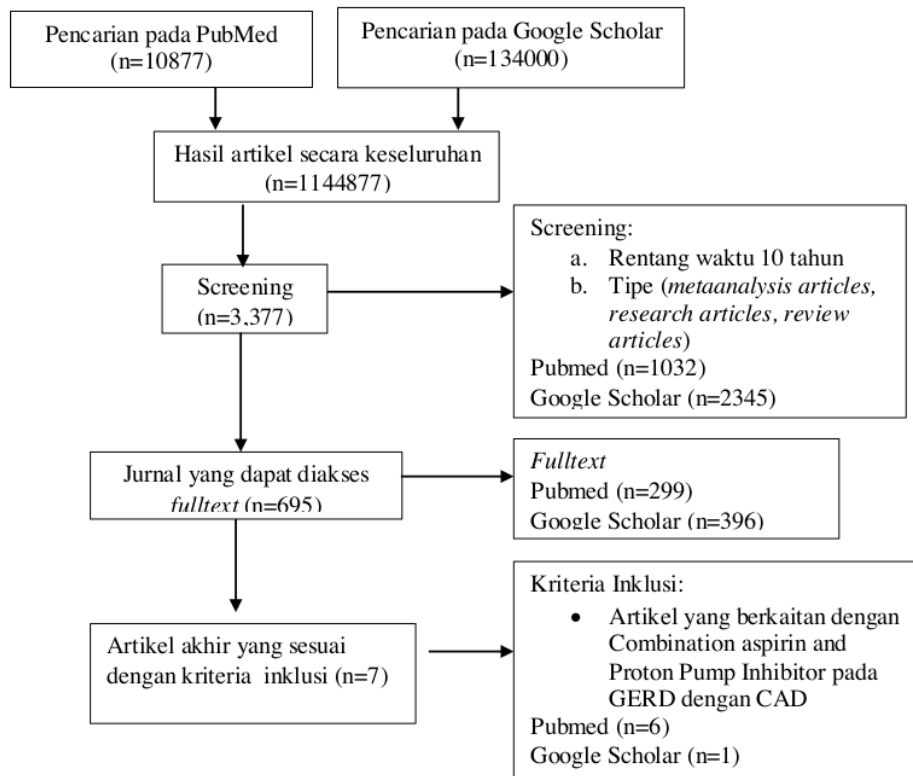 Pencarian pada PubMed
(n=10877)
Pencarian pada Google Scholar
(n=134000)
Hasil artikel secara keseluruhan
(n=1144877)
Screening
(n=3,377)
Screening:
a. Rentang waktu 10 tahun
b. Tipe (metaanalysis articles,
research articles, review
articles)
Pubmed (n=1032)
Google Scholar (n=2345)
Jurnal yang dapat diakses
fulltext (n=695)
Fulltext
Pubmed (n=299)
Google Scholar (n=396)
Artikel akhir yang sesuai
dengan kriteria inklusi (n=7)
Kriteria Inklusi:
• Artikel yang berkaitan dengan
Combination aspirin and
Proton Pump Inhibitor pada
GERD dengan CAD
Pubmed (n=6)
Google Scholar (n=1)